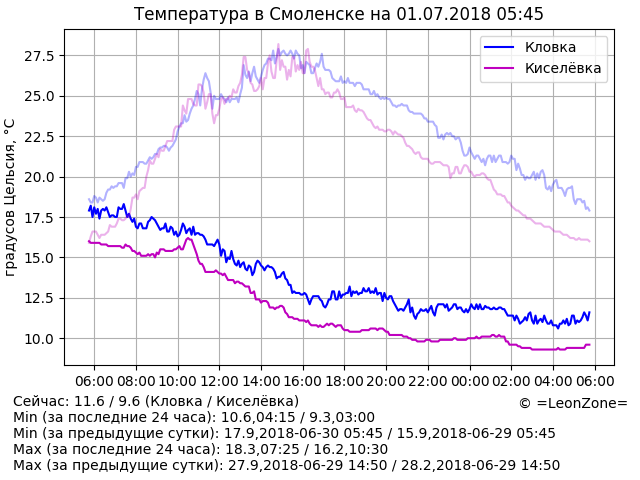 Температура в Смоленске на 01.07.2018 05:45
Кловка
Киселёвка
градусов Цельсия, °C
27.5
25.0
22.5
20.0
17.5
15.0
12.5
10.0
06:00 08:00 10:00 12:00 14:00 16:00 18:00 20:00 22:00 00:00 02:00 04:00 06:00
Сейчас: 11.6 / 9.6 (Кловка / Киселёвка)
© =LeonZone=
Min (за последние 24 часа): 10.6,04:15 / 9.3,03:00
Min (за предыдущие сутки): 17.9,2018-06-30 05:45 / 15.9,2018-06-29 05:45
Max (за последние 24 часа): 18.3,07:25 / 16.2,10:30
Max (за предыдущие сутки): 27.9,2018-06-29 14:50 / 28.2,2018-06-29 14:50